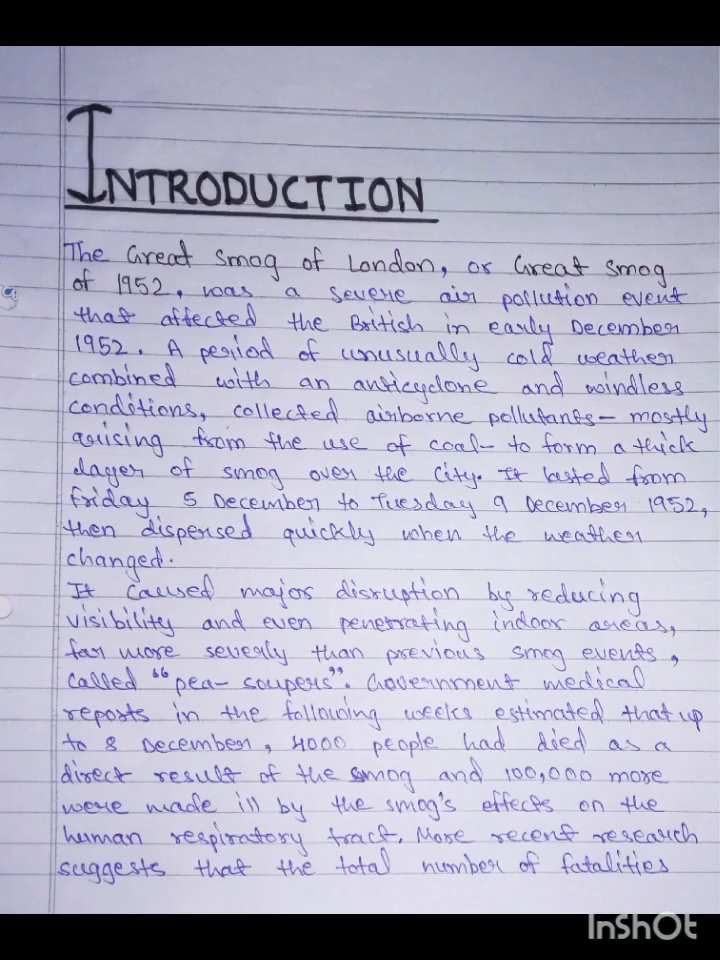 INTRODUCTION
The Great Smog of London, or Great Smog
of 1952, was a severe air pollution event
that affected the British in early December
1952. A period of unusually cold weather
combined with an anticyclone and windless
conditions, collected airborne pollutants - mostly
arising from the use of coal - to form a thick
layer of smog over the city. It lasted from
friday 5 December to Tuesday 9 December 1952,
then dispersed quickly when the weather
changed.
It caused major disruption by reducing
visibility and even penetrating indoor areas,
far more severly than previous smog events,
called "pea-soupers". Government medical
reports in the following weeks estimated that up
to 8 December, 4000 people had died as a
direct result of the smog and 100,000 more
were made ill by the smog's effects on the
human respiratory tract. More recent research
suggests that the total number of fatalities
InShOt